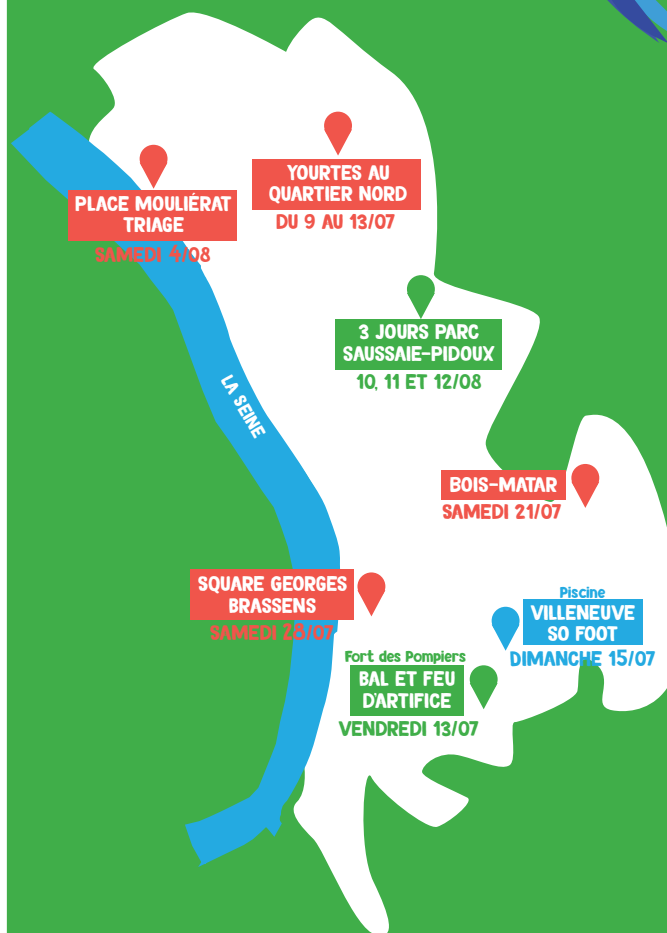 YOURTES AU
QUARTIER NORD
DU 9 AU 13/07
PLACE MOULIÉRAT
TRIAGE
SAMEDI 4/08
3 JOURS PARC
SAUSSAIE-PIDOUX
10, 11 ET 12/08
LA SEINE
BOIS-MATAR
SAMEDI 21/07
SQUARE GEORGES
BRASSENS
SAMEDI 28/07
Piscine
VILLENEUVE
SO FOOT
DIMANCHE 15/07
Fort des Pompiers
BAL ET FEU
D'ARTIFICE
VENDREDI 13/07